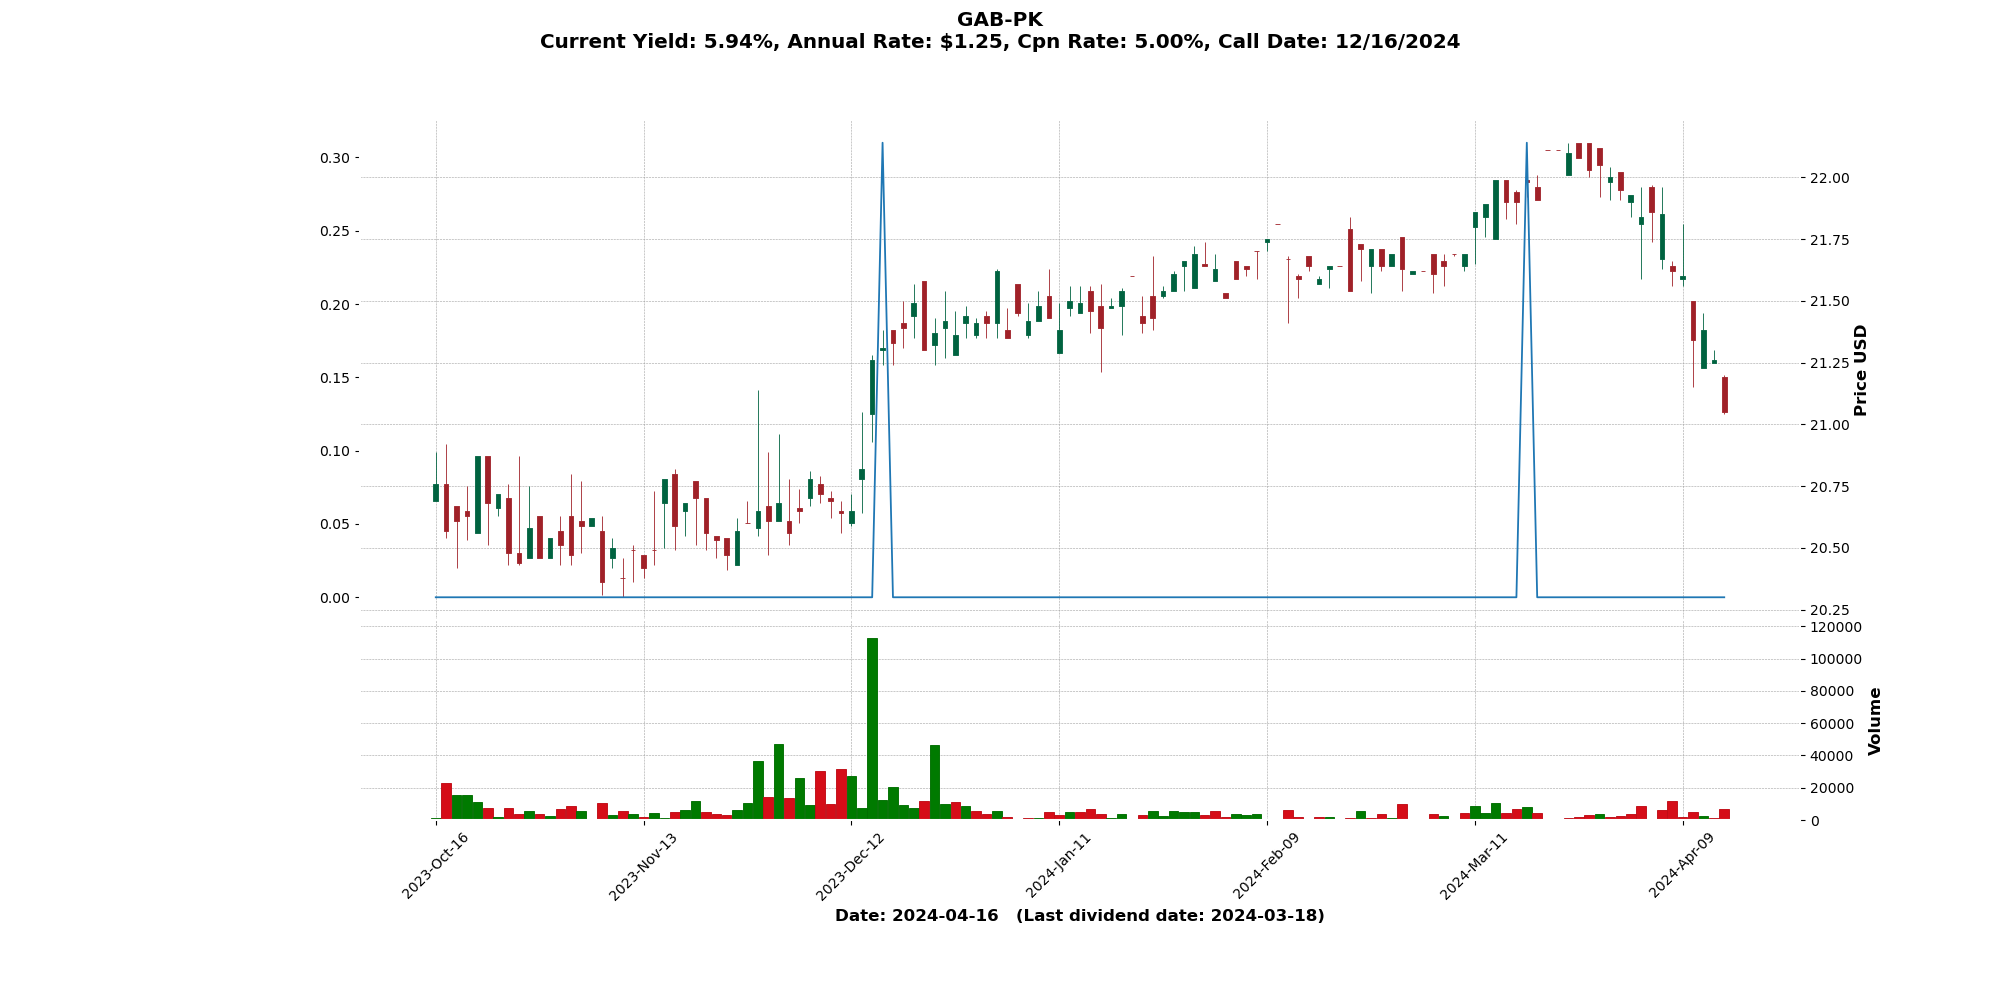 GAB-PK
Current Yield: 5.94%, Annual Rate: $1.25, Cpn Rate: 5.00%, Call Date: 12/16/2024
0.30
0.25
0.20
0.15
0.10
0.05
0.00
22.00
21.75
21.50
21.25
21.00
20.75
20.50
20.25
Price USD
120000
100000
80000
60000
40000
20000
0
Volume
2023-Oct-16
2023-Nov-13
2023-Dec-12
2024-Jan-11
2024-Feb-09
2024-Mar-11
2024-Apr-09
Date: 2024-04-16 (Last dividend date: 2024-03-18)